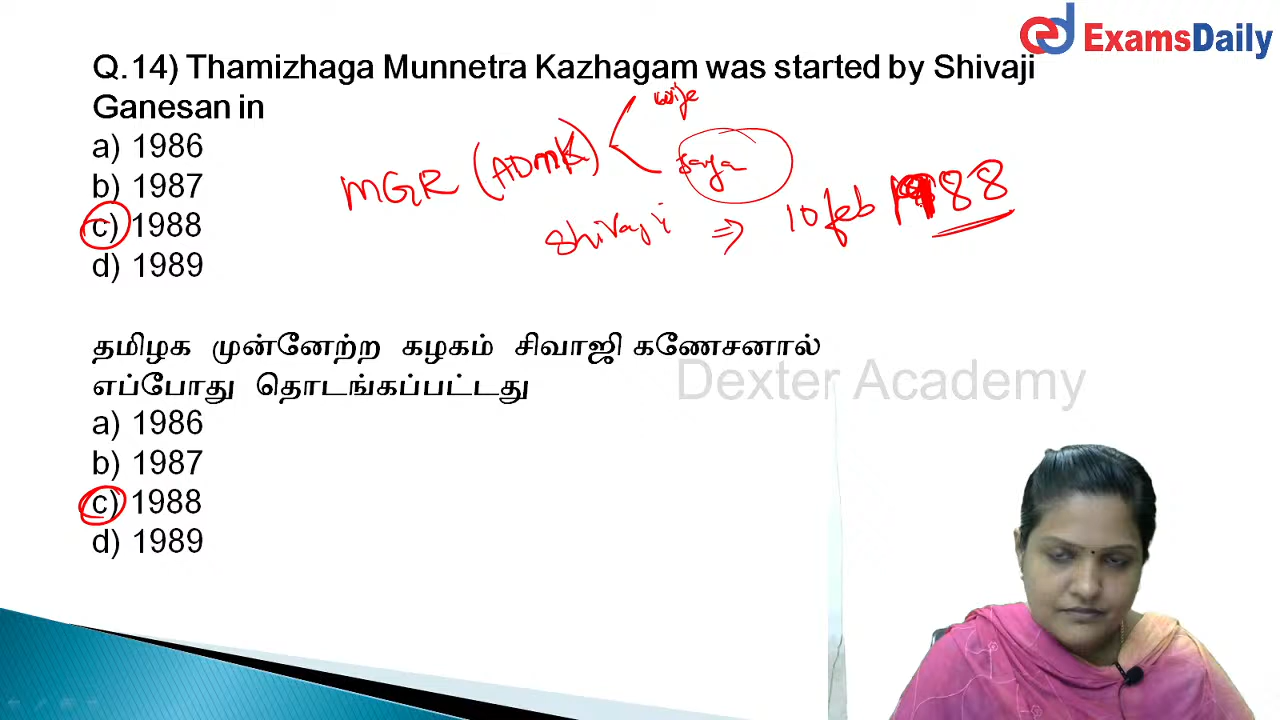 ExamsDaily
Q.14) Thamizhaga Munnetra Kazhagam was started by Shivaji
Ganesan in
a) 1986
b) 1987
c) 1988
d) 1989
wife
MGR (ADMK)
Shivaji ⇒ 10 feb 1988
தமிழக முன்னேற்ற கழகம் சிவாஜி கணேசனால்
எப்போது தொடங்கப்பட்டது
Dexter Academy
a) 1986
b) 1987
c) 1988
d) 1989